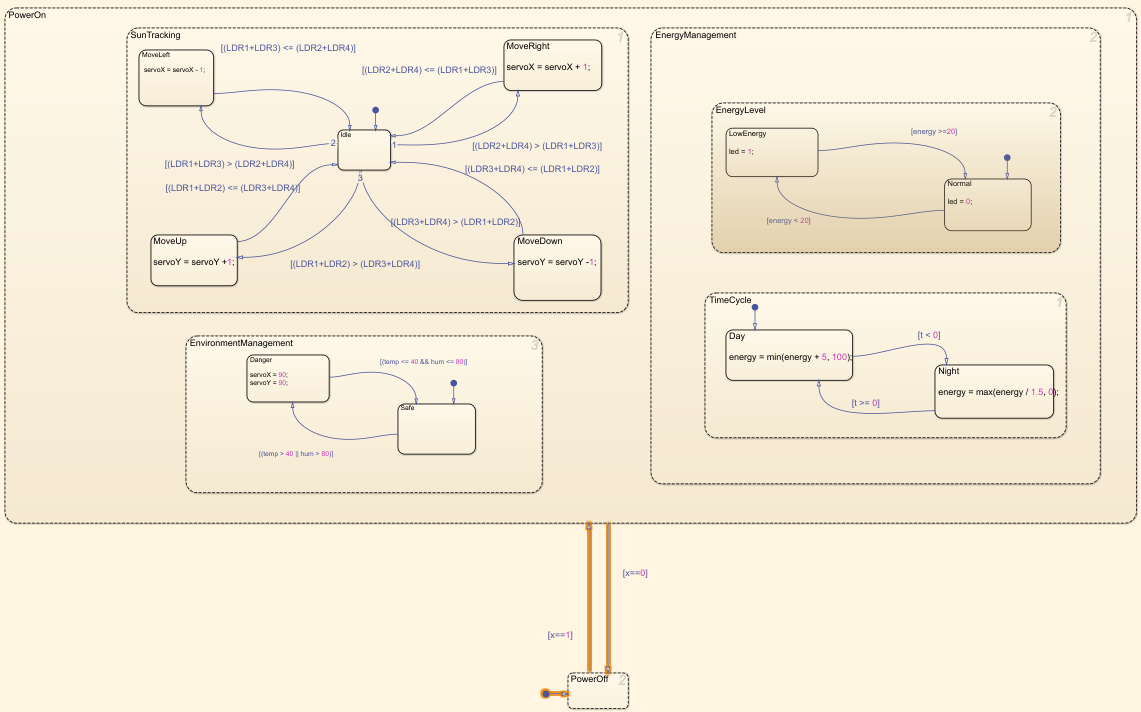 PowerOn
1
SunTracking
1
MoveLeft
servoX = servoX - 1;
[(LDR1+LDR3) <= (LDR2+LDR4)]
MoveRight
servoX = servoX + 1;
[(LDR2+LDR4) <= (LDR1+LDR3)]
Idle
2
1
3
[(LDR2+LDR4) > (LDR1+LDR3)]
[(LDR1+LDR3) > (LDR2+LDR4)]
[(LDR3+LDR4) <= (LDR1+LDR2)]
[(LDR1+LDR2) <= (LDR3+LDR4)]
[(LDR3+LDR4) > (LDR1+LDR2)]
MoveUp
servoY = servoY +1;
[(LDR1+LDR2) > (LDR3+LDR4)]
MoveDown
servoY = servoY -1;
EnergyManagement
2
EnergyLevel
2
LowEnergy
led = 1;
[energy >=20]
Normal
led = 0;
[energy < 20]
TimeCycle
1
Day
energy = min(energy + 5, 100);
[t < 0]
Night
energy = max(energy / 1.5, 0);
[t >= 0]
EnvironmentManagement
3
Danger
servoX = 90;
servoY = 90;
[(temp <= 40 && hum <= 80)]
Safe
[(temp > 40 || hum > 80)]
[x==0]
[x==1]
PowerOff
2